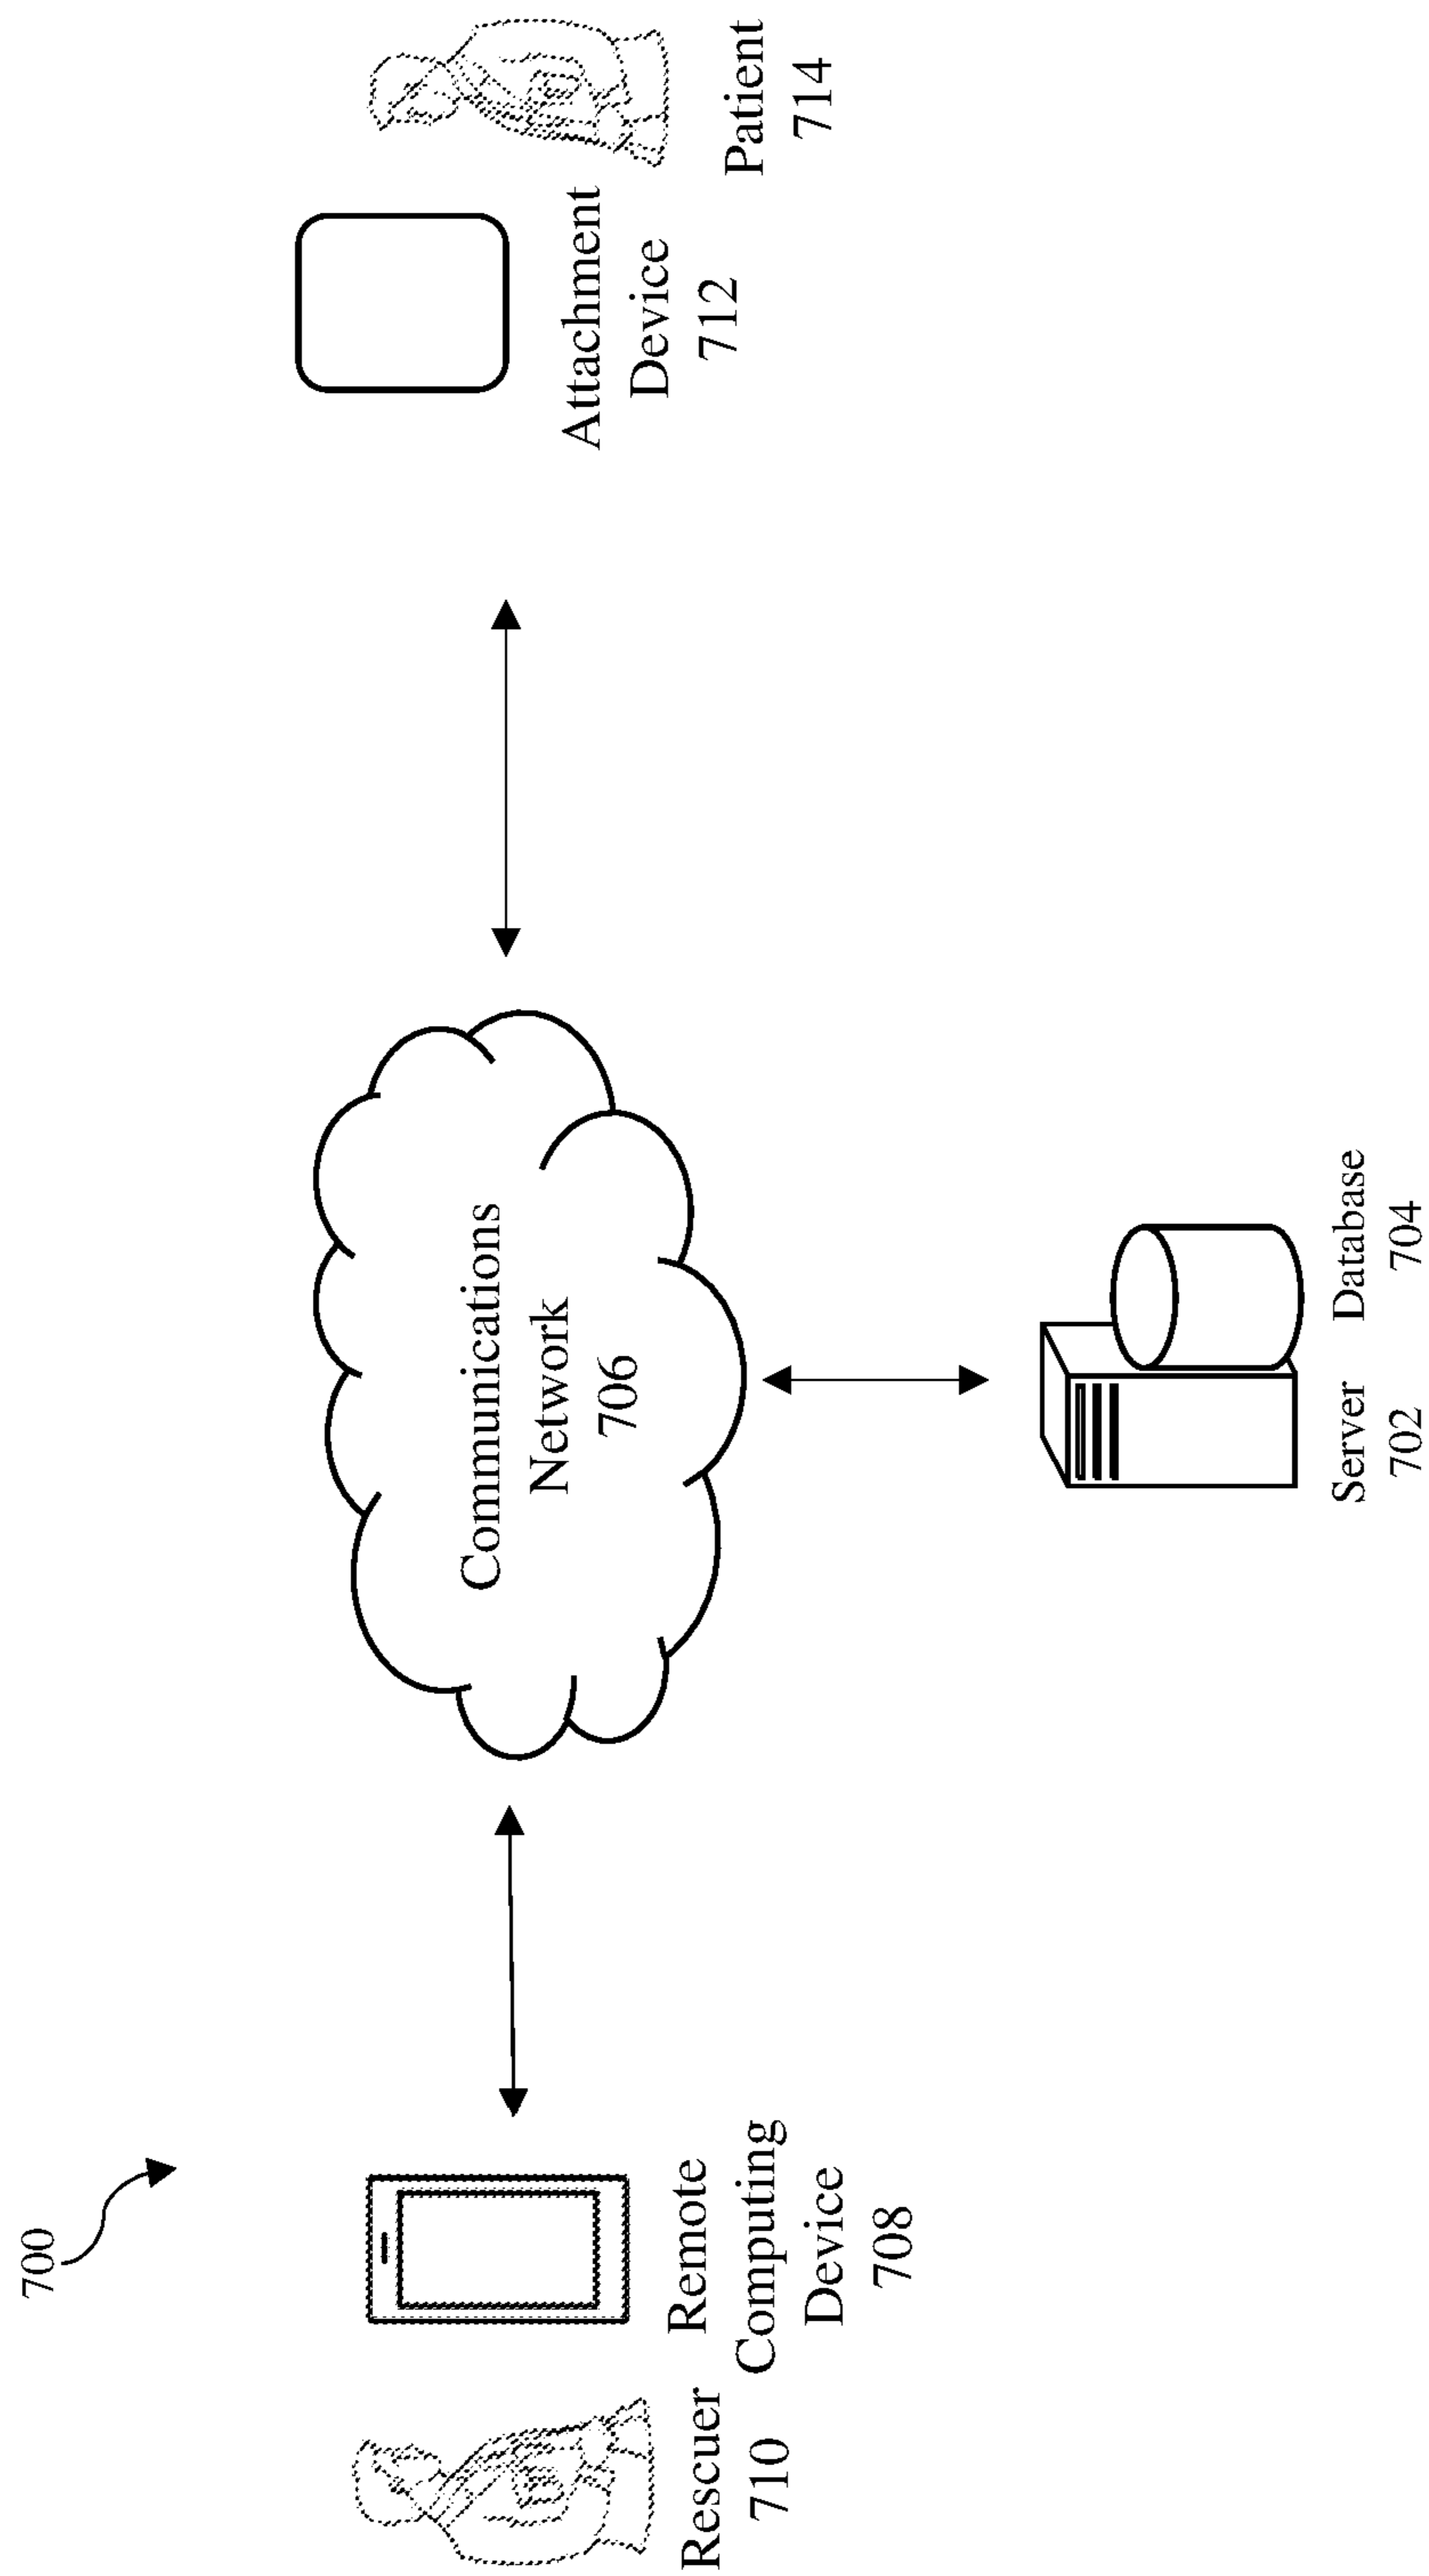 700
Communications
Network
706
Rescuer
710
Remote
Computing
Device
708
Attachment
Device
712
Patient
714
Server
702
Database
704